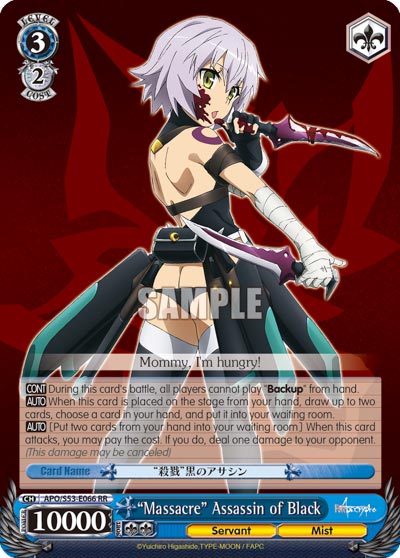 LEVEL
3
2
COST
SAMPLE
Mommy, I'm hungry!
CONT During this card's battle, all players cannot play "Backup" from hand.
AUTO When this card is placed on the stage from your hand, draw up to two
cards, choose a card in your hand, and put it into your waiting room.
AUTO [Put two cards from your hand into your waiting room] When this card
attacks, you may pay the cost. If you do, deal one damage to your opponent.
(This damage may be canceled)
Card Name
“殺戮”黒のアサシン
CH APO/S53-E066 RR
POWER
10000
SOUL
“Massacre” Assassin of Black
Fate/Apocrypha
Servant
Mist
©Yuichiro Higashide,TYPE-MOON / FAPC